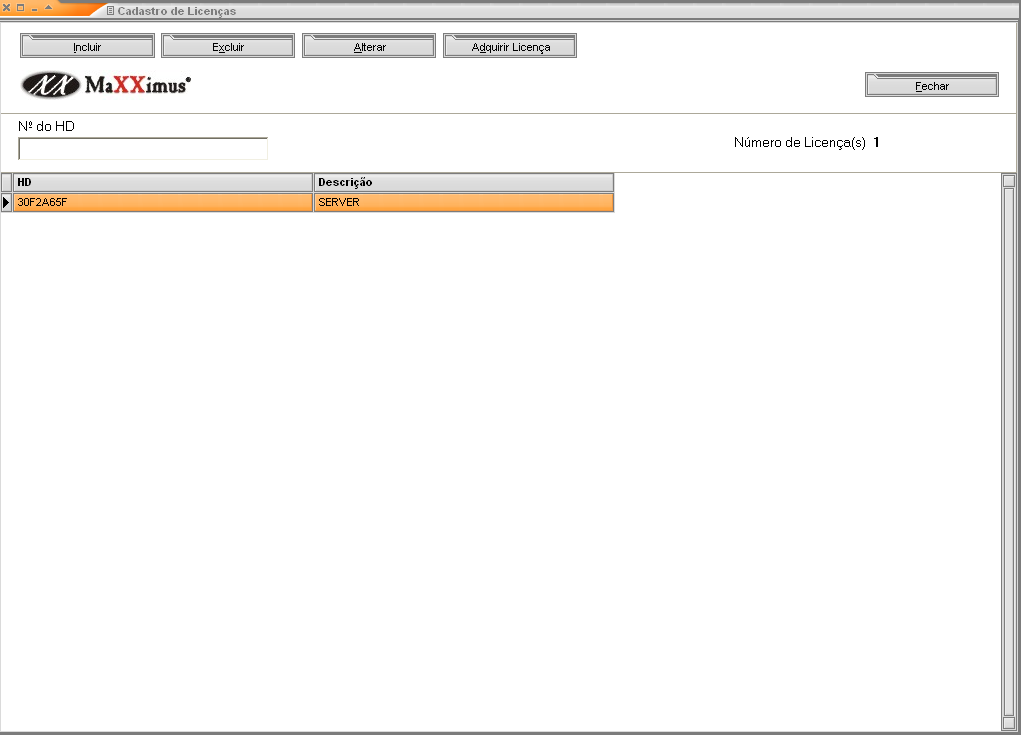 Cadastro de Licenças
Incluir Excluir Alterar Adquirir Licença
XX MaXXimus
Fechar
Nº do HD
Número de Licença(s) 1
HD Descrição
30F2A65F SERVER